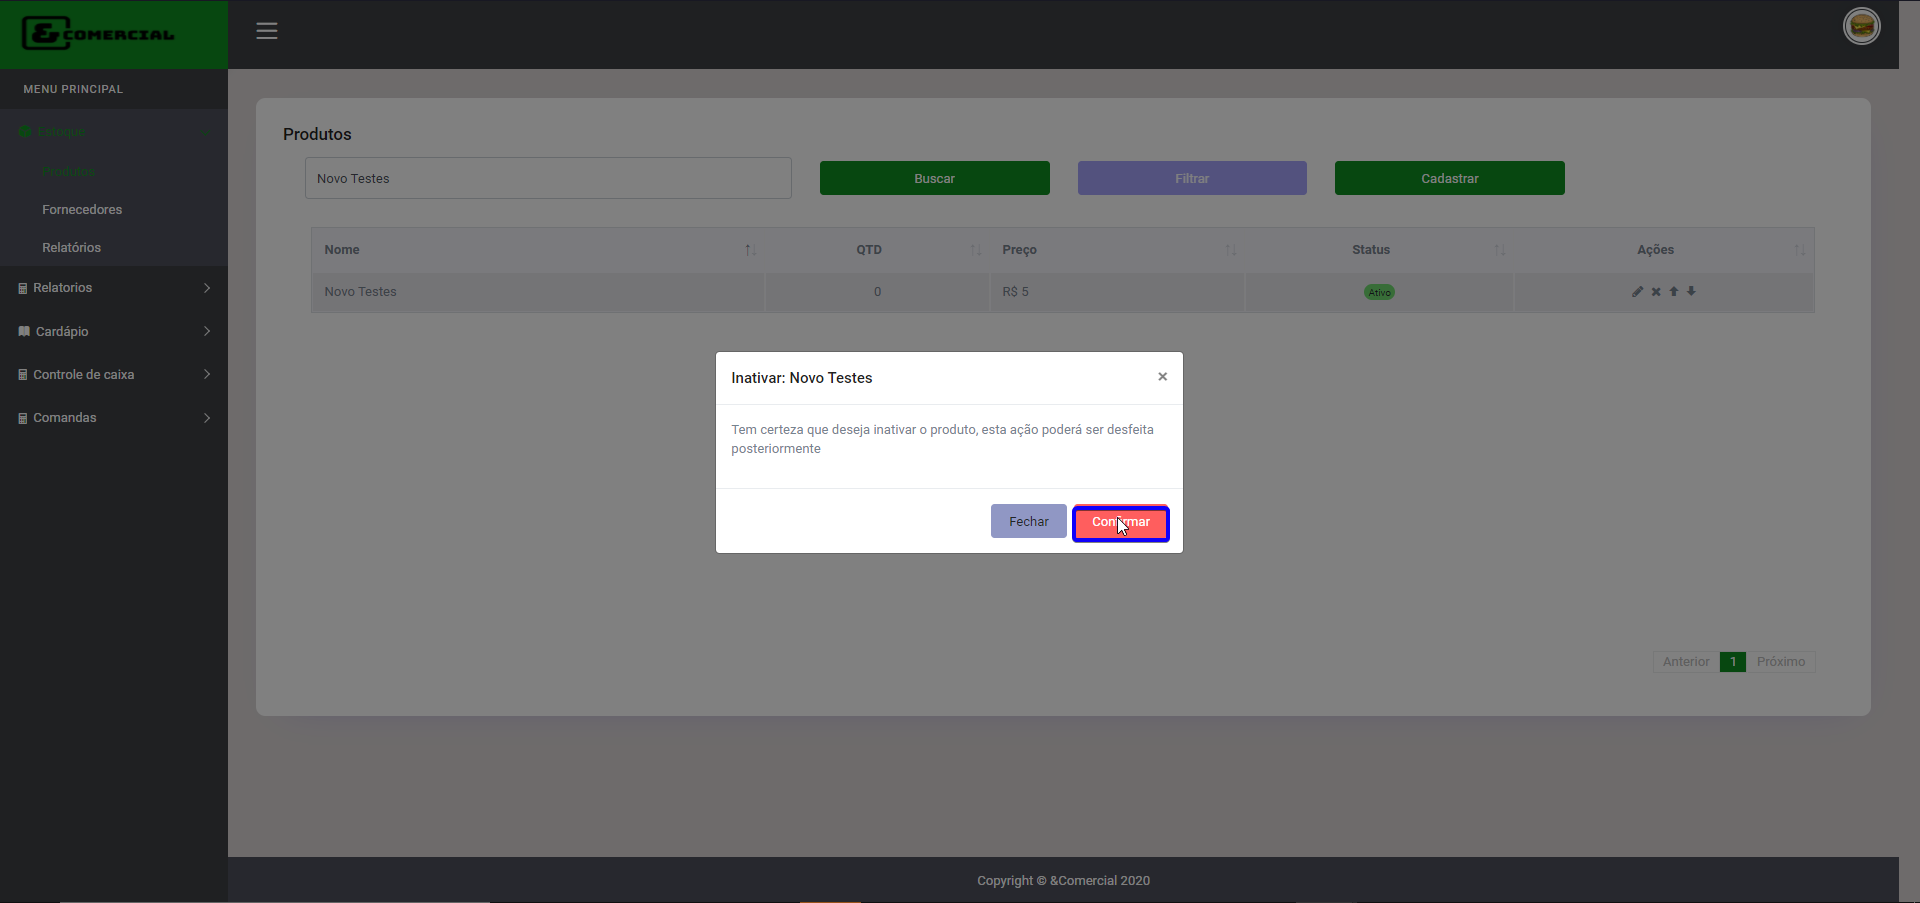 & COMERCIAL
MENU PRINCIPAL
Estoque
Produtos
Fornecedores
Relatórios
Relatorios
Cardápio
Controle de caixa
Comandas
Produtos
Novo Testes
Buscar
Filtrar
Cadastrar
Nome QTD Preço Status Ações
Novo Testes 0 R$ 5 Ativo
Inativar: Novo Testes ×
Tem certeza que deseja inativar o produto, esta ação poderá ser desfeita
posteriormente
Fechar
Confirmar
Anterior 1 Próximo
Copyright © &Comercial 2020